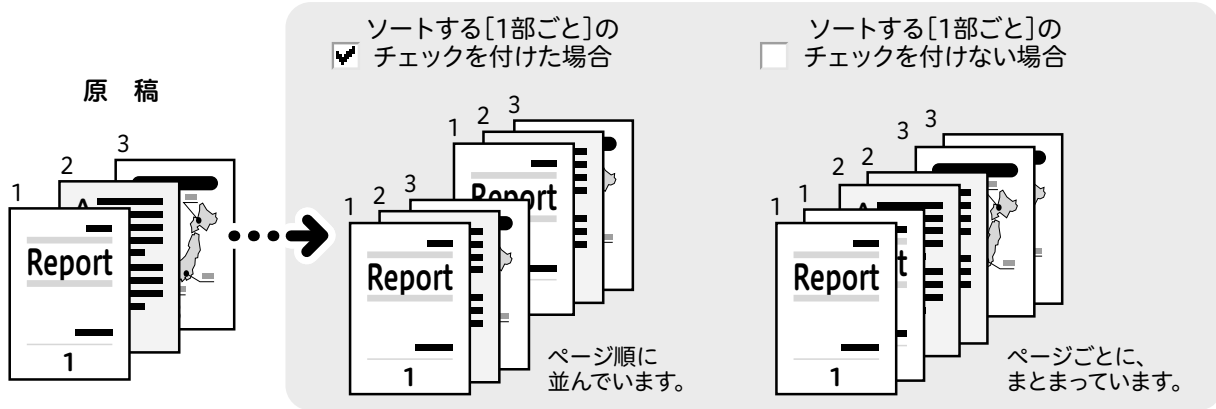 原 稿
1
2
3
Report
1
ソートする[1部ごと]の
チェックを付けた場合
1 2 3
Report
1 2 3
Report
1
ページ順に
並んでいます。
ソートする[1部ごと]の
チェックを付けない場合
1 1 2 2 3 3
Report
1
ページごとに、
まとまっています。